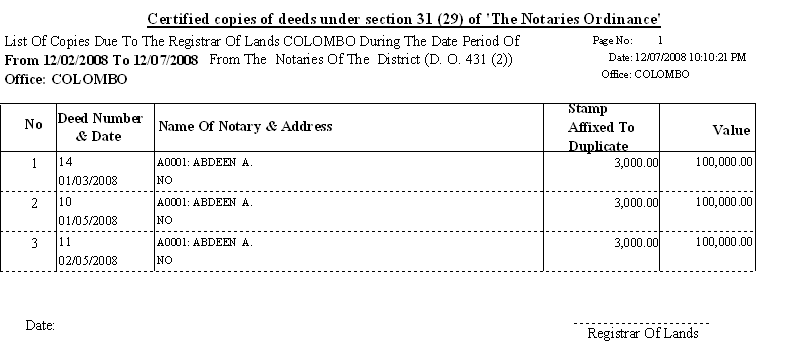 Certified copies of deeds under section 31 (29) of 'The Notaries Ordinance'
List Of Copies Due To The Registrar Of Lands COLOMBO During The Date Period Of
Page No: 1
From 12/02/2008 To 12/07/2008 From The Notaries Of The District (D. O. 431 (2))
Date: 12/07/2008 10:10:21 PM
Office: COLOMBO
Office: COLOMBO
No
Deed Number
& Date
Name Of Notary & Address
Stamp
Affixed To
Duplicate
Value
1 14 A0001: ABDEEN A. 3,000.00 100,000.00
01/03/2008 NO
2 10 A0001: ABDEEN A. 3,000.00 100,000.00
01/05/2008 NO
3 11 A0001: ABDEEN A. 3,000.00 100,000.00
02/05/2008 NO
Date:
Registrar Of Lands